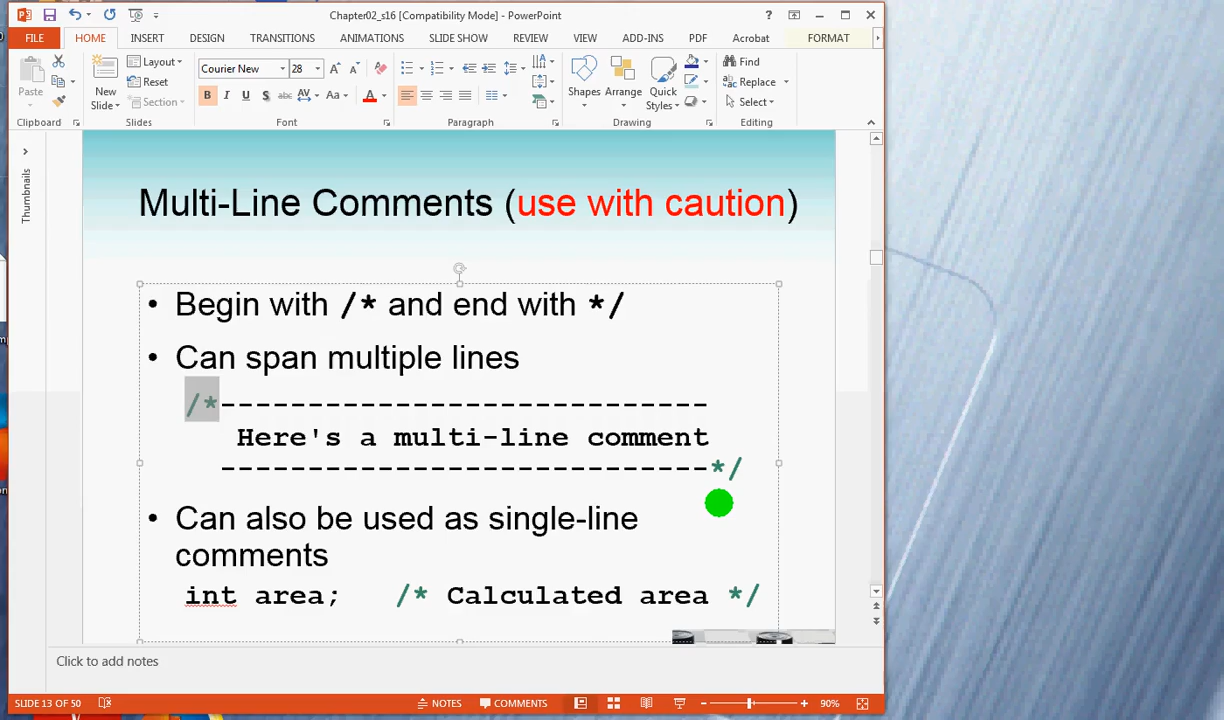 Chapter02_s16 [Compatibility Mode] - PowerPoint
FILE HOME INSERT DESIGN TRANSITIONS ANIMATIONS SLIDE SHOW REVIEW VIEW ADD-INS PDF Acrobat FORMAT
Paste
New Slide
Layout
Reset
Section
Courier New 28
B I U S abc AV Aa A
Shapes
Arrange
Quick Styles
Find
Replace
Select
Clipboard Slides Font Paragraph Drawing Editing
Thumbnails
Multi-Line Comments (use with caution)
• Begin with /* and end with */
• Can span multiple lines
/*----------------------------
Here's a multi-line comment
----------------------------*/
• Can also be used as single-line
comments
int area; /* Calculated area */
Click to add notes
SLIDE 13 OF 50 NOTES COMMENTS 90%